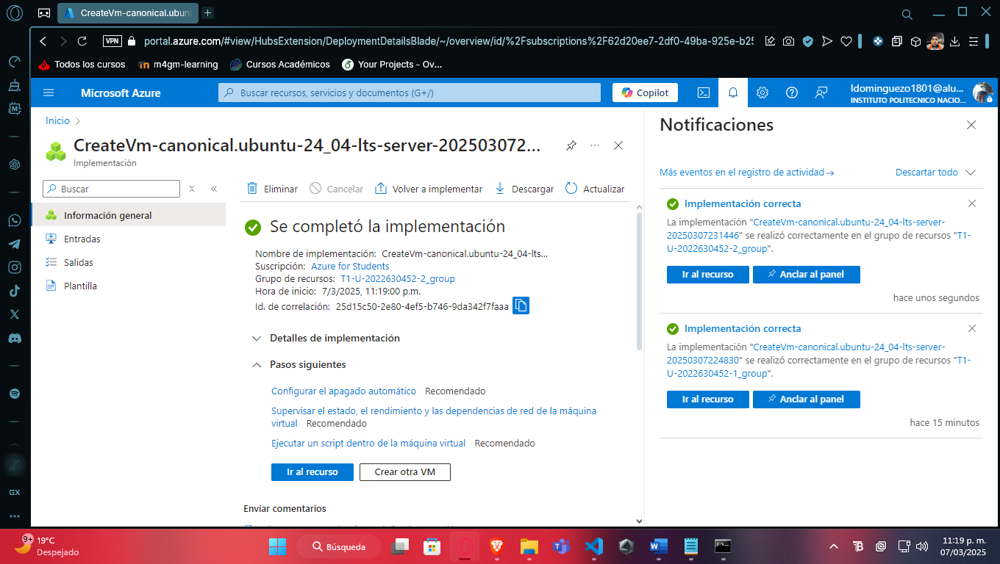 CreateVm-canonical.ubunt
VPN
portal.azure.com/#view/HubsExtension/DeploymentDetailsBlade/~/overview/id/%2Fsubscriptions%2F62d20ee7-2df0-49ba-925e-b25
Todos los cursos
m4gm-learning
Cursos Académicos
Your Projects - Ov...
Microsoft Azure
Buscar recursos, servicios y documentos (G+/)
Copilot
ldominguezo1801@alu...
INSTITUTO POLITECNICO NACIO...
Inicio
CreateVm-canonical.ubuntu-24_04-lts-server-202503072...
Implementación
Buscar
Información general
Entradas
Salidas
Plantilla
Eliminar
Cancelar
Volver a implementar
Descargar
Actualizar
Se completó la implementación
Nombre de implementación: CreateVm-canonical.ubuntu-24_04-lts...
Suscripción: Azure for Students
Grupo de recursos: T1-U-2022630452-2_group
Hora de inicio: 7/3/2025, 11:19:00 p.m.
Id. de correlación: 25d15c50-2e80-4ef5-b746-9da342f7faaa
Detalles de implementación
Pasos siguientes
Configurar el apagado automático Recomendado
Supervisar el estado, el rendimiento y las dependencias de red de la máquina
virtual Recomendado
Ejecutar un script dentro de la máquina virtual Recomendado
Ir al recurso
Crear otra VM
Enviar comentarios
Notificaciones
Más eventos en el registro de actividad→
Descartar todo
Implementación correcta
La implementación "CreateVm-canonical.ubuntu-24_04-lts-server-
20250307231446" se realizó correctamente en el grupo de recursos "T1-
U-2022630452-2_group".
Ir al recurso
Anclar al panel
hace unos segundos
Implementación correcta
La implementación "CreateVm-canonical.ubuntu-24_04-lts-server-
20250307224830" se realizó correctamente en el grupo de recursos "T1-
U-2022630452-1_group".
Ir al recurso
Anclar al panel
hace 15 minutos
GX
9+
19°C
Despejado
Búsqueda
11:19 p. m.
07/03/2025